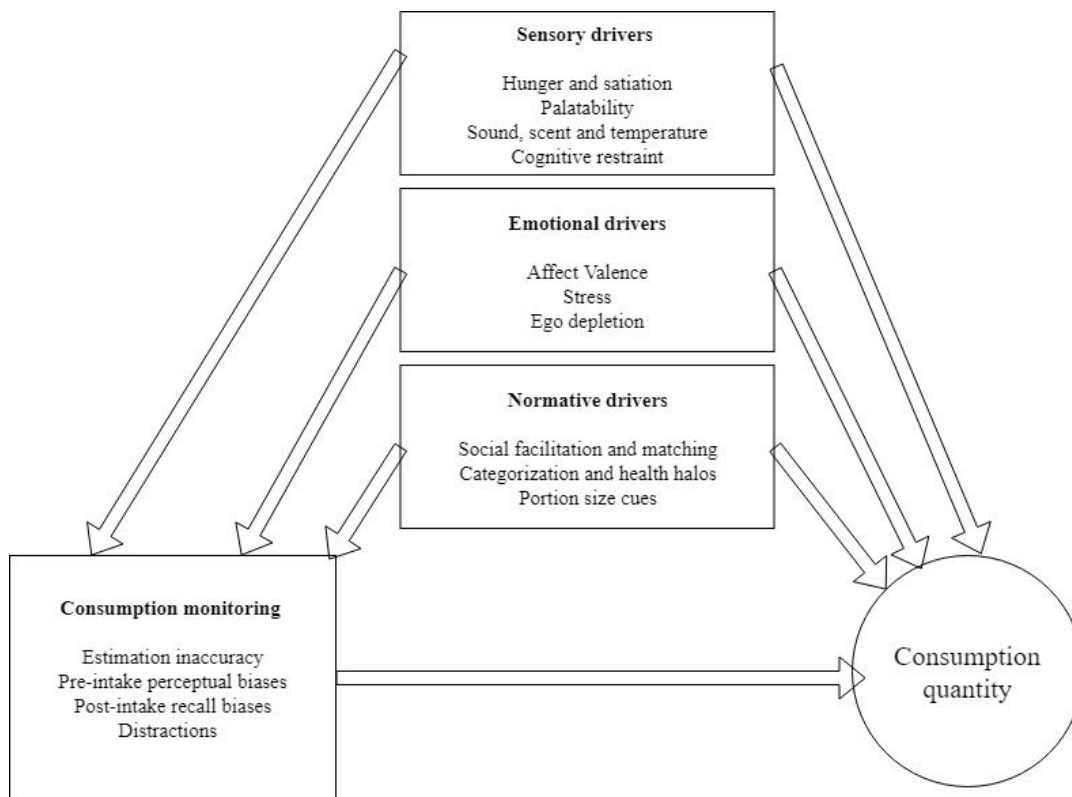 Sensory drivers
Hunger and satiation
Palatability
Sound, scent and temperature
Cognitive restraint
Emotional drivers
Affect Valence
Stress
Ego depletion
Normative drivers
Social facilitation and matching
Categorization and health halos
Portion size cues
Consumption monitoring
Estimation inaccuracy
Pre-intake perceptual biases
Post-intake recall biases
Distractions
Consumption
quantity